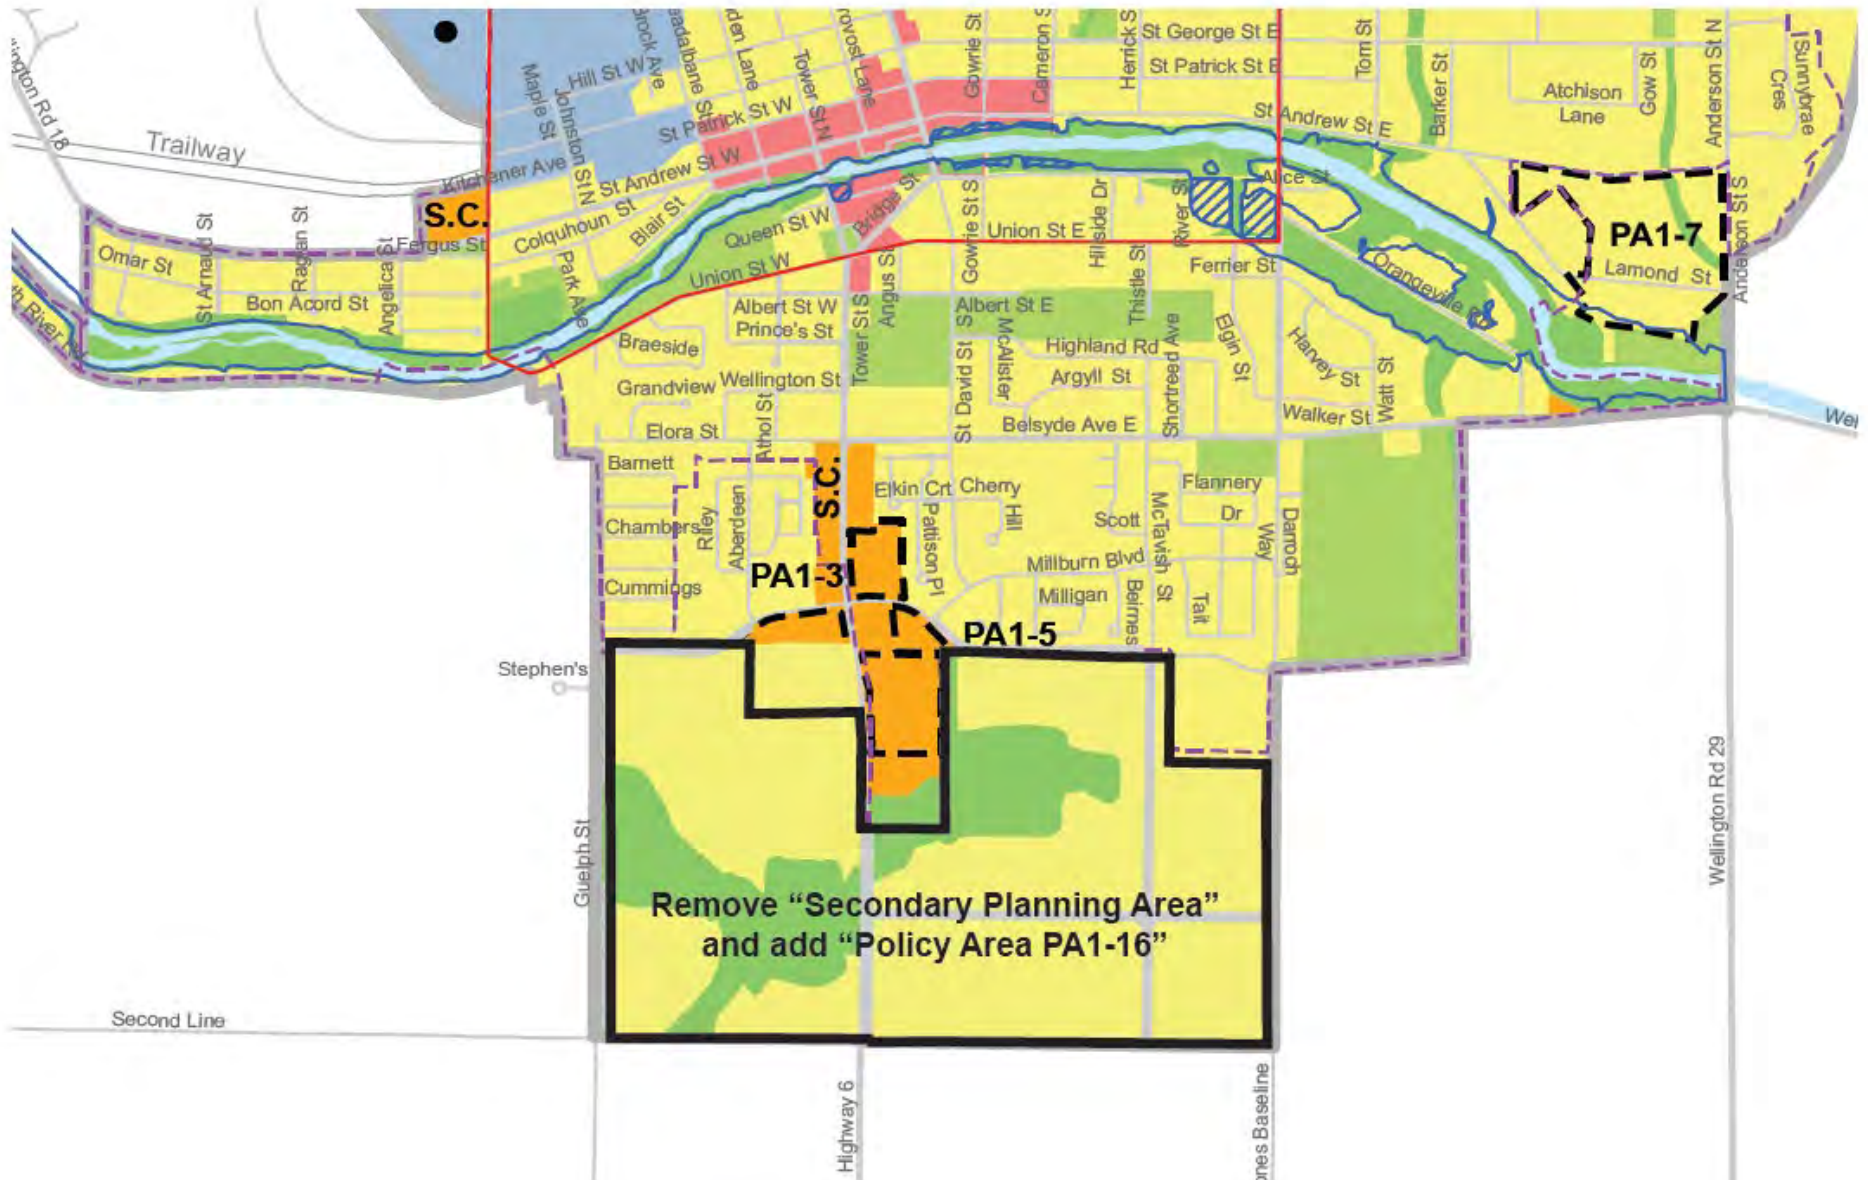 St George St E
St Patrick St E
Tom St
Barker St
Atchison
Lane
Gow St
Anderson St N
Sunnybrae
Cres
Hill St W
Brock Ave
Tower St N
Gowrie St
Maple St
Johnston St N
St Patrick St W
St Andrew St E
Trailway
Kitchener Ave
St Andrew St W
Alice St
S.C.
Fergus St
Colquhoun St
Blair St
Queen St W
Bridge St
Gowrie St S
Union St E
Hillside Dr
River St
PA1-7
Anderson St S
Omar St
St Arnaud St
Ragan St
Angelica St
Bon Acord St
Park Ave
Union St W
Angus St
Thistle St
Ferrier St
Orangeville Rd
Lamond St
Albert St W
Prince's St
Albert St E
Tower St S
Braeside
Grandview
Wellington St
St David St S
McAlister
Highland Rd
Argyll St
Shortreed Ave
Elgin St
Harvey St
Watt St
Walker St
Elora St
Athol St
Belsyde Ave E
Barnett
S.C.
Elkin Crt
Cherry
Hill
Flannery
Dr
Chambers
Riley
Aberdeen
Pattison Pl
Scott
McTavish St
Way
Darroch
PA1-3
Millburn Blvd
Cummings
Milligan
Beirnes
Tait
PA1-5
Stephen's
Guelph St
Wellington Rd 29
Remove “Secondary Planning Area”
and add “Policy Area PA1-16”
Second Line
Highway 6
Baseline